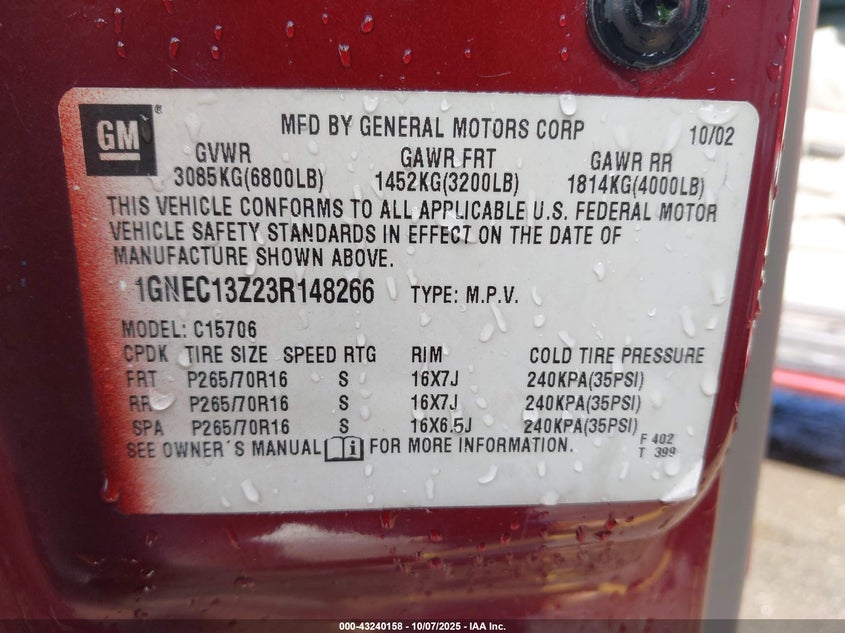 GM®
MFD BY GENERAL MOTORS CORP 10/02
GVWR GAWR FRT GAWR RR
3085KG(6800LB) 1452KG(3200LB) 1814KG(4000LB)
THIS VEHICLE CONFORMS TO ALL APPLICABLE U.S. FEDERAL MOTOR
VEHICLE SAFETY STANDARDS IN EFFECT ON THE DATE OF
MANUFACTURE SHOWN ABOVE.
1GNEC13Z23R148266 TYPE: M.P.V.
MODEL: C15706
CPDK TIRE SIZE SPEED RTG RIM COLD TIRE PRESSURE
FRT P265/70R16 S 16X7J 240KPA(35PSI)
RR P265/70R16 S 16X7J 240KPA(35PSI)
SPA P265/70R16 S 16X6.5J 240KPA(35PSI)
SEE OWNER´S MANUAL FOR MORE INFORMATION. F 402
T 399
000-43240158 - 10/07/2025 - IAA Inc.